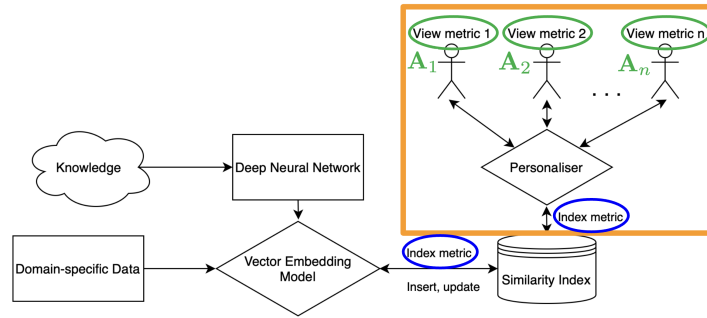 View metric 1 View metric 2 View metric n
A1 A2 An
. . .
Knowledge
Deep Neural Network
Personaliser
Index metric
Domain-specific Data
Vector Embedding
Model
Index metric
Insert, update
Similarity Index